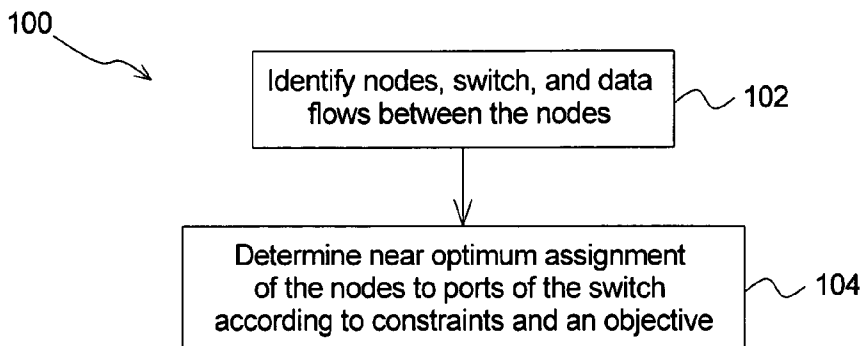 100
Identify nodes, switch, and data
flows between the nodes
102
Determine near optimum assignment
of the nodes to ports of the switch
according to constraints and an objective
104